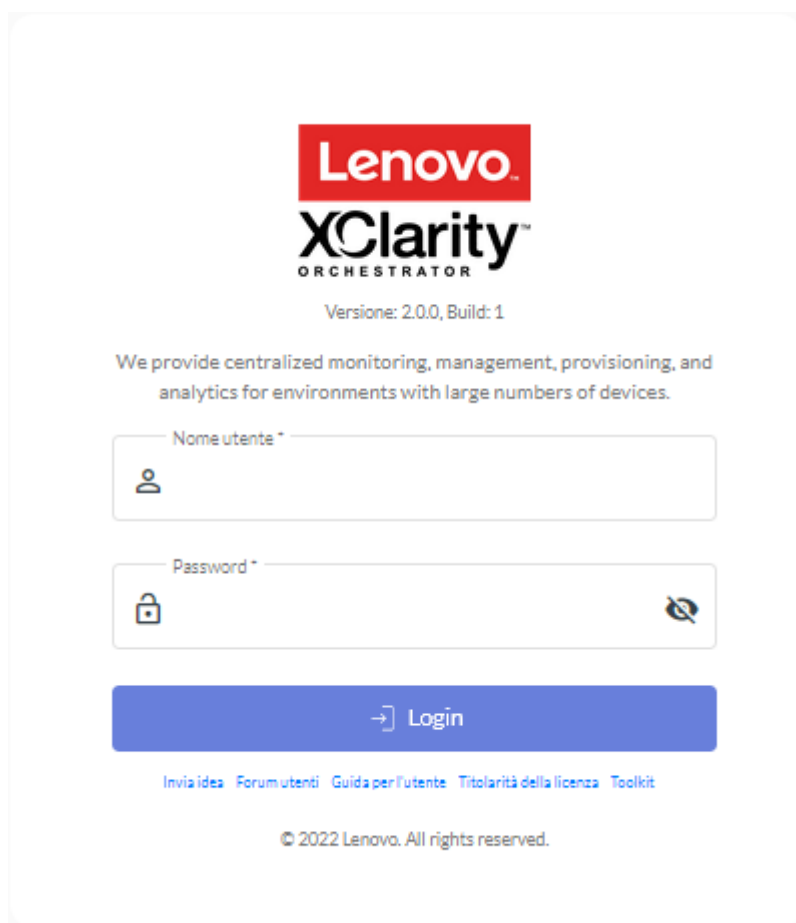 Lenovo™
XClarity™
ORCHESTRATOR
Versione: 2.0.0, Build: 1
We provide centralized monitoring, management, provisioning, and
analytics for environments with large numbers of devices.
Nome utente *
Password *
Login
Invia idea Forum utenti Guida per l'utente Titolarità della licenza Toolkit
© 2022 Lenovo. All rights reserved.